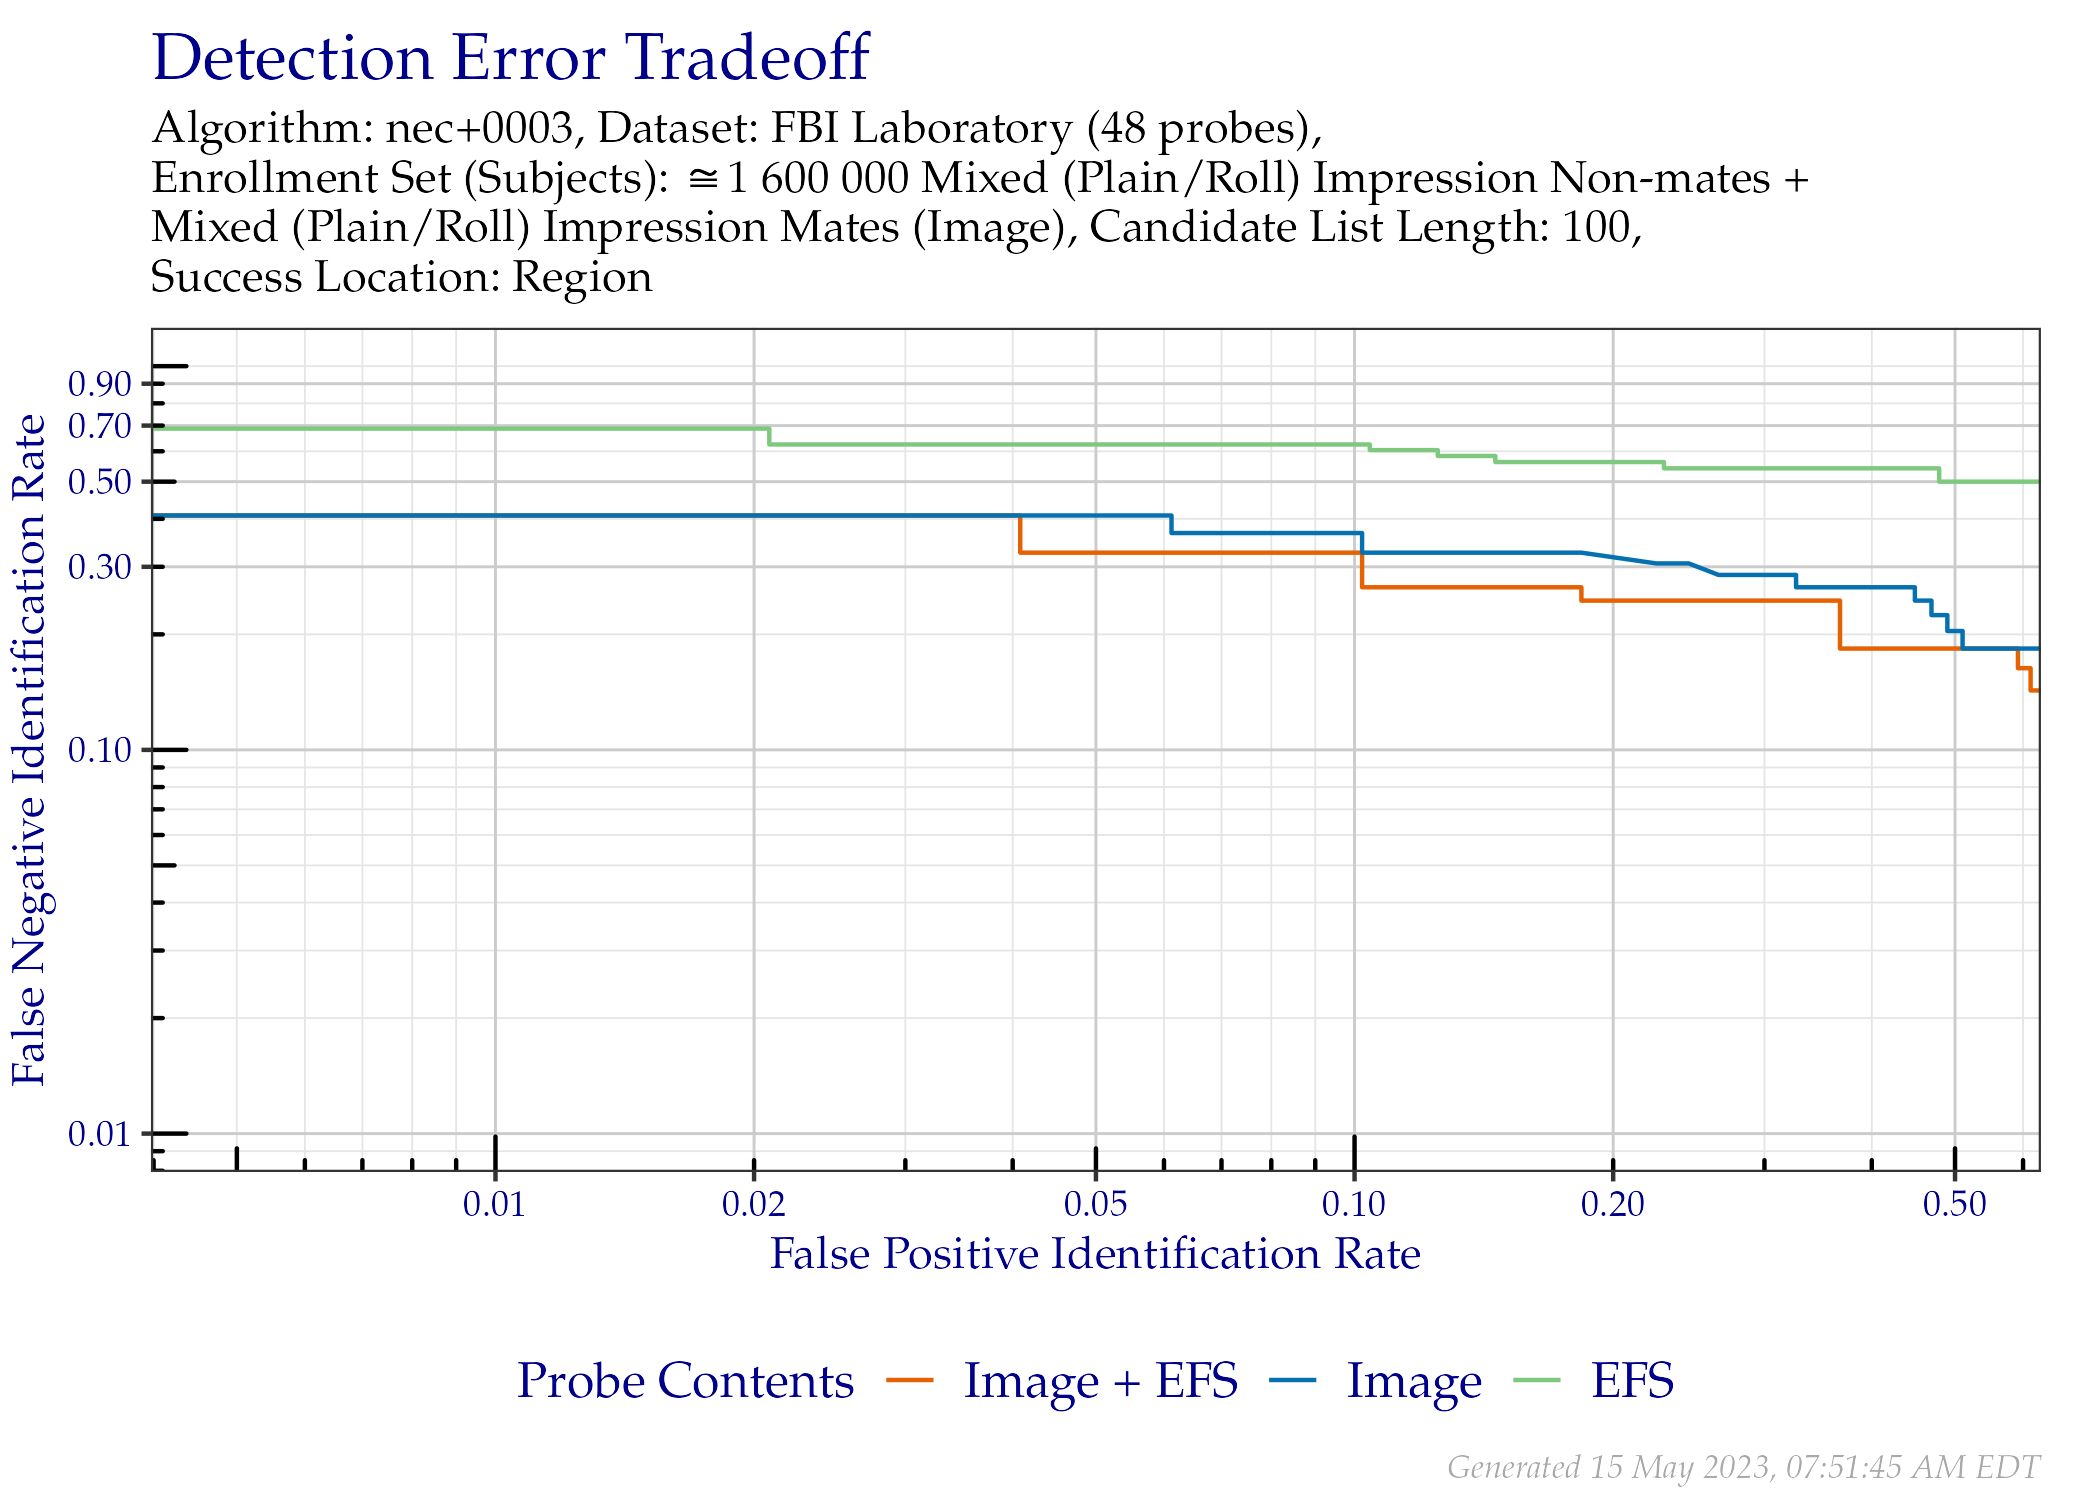 Detection Error Tradeoff
Algorithm: nec+0003, Dataset: FBI Laboratory (48 probes),
Enrollment Set (Subjects): ≅1 600 000 Mixed (Plain/Roll) Impression Non-mates +
Mixed (Plain/Roll) Impression Mates (Image), Candidate List Length: 100,
Success Location: Region
False Negative Identification Rate
0.90
0.70
0.50
0.30
0.10
0.01
0.01 0.02 0.05 0.10 0.20 0.50
False Positive Identification Rate
Probe Contents Image + EFS Image EFS
Generated 15 May 2023, 07:51:45 AM EDT